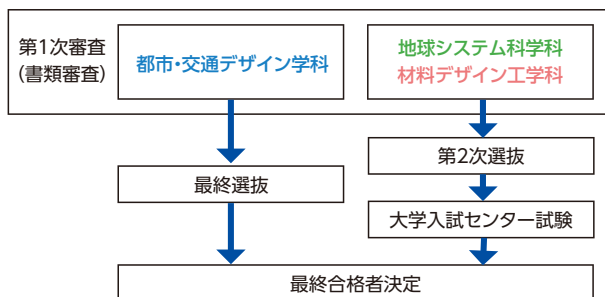 第1次審査
(書類審査)
都市・交通デザイン学科
地球システム科学科
材料デザイン工学科
最終選抜
第2次選抜
大学入試センター試験
最終合格者決定